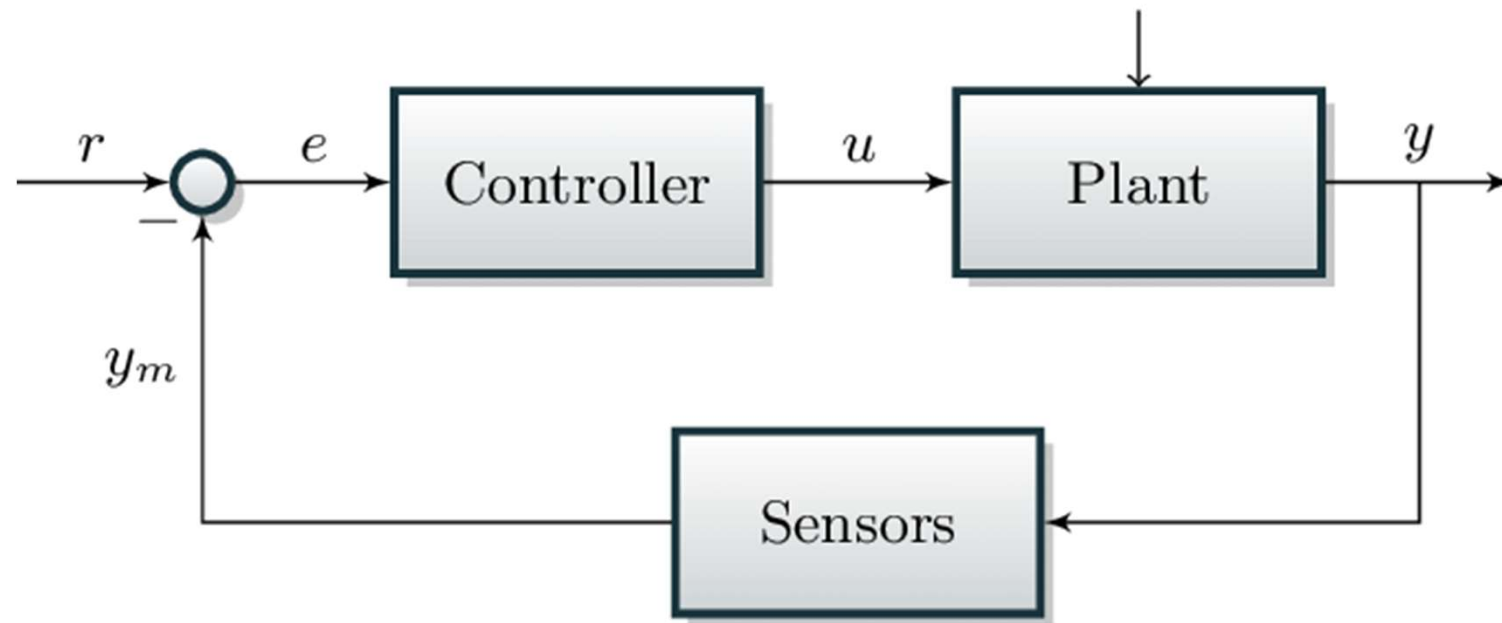 r
e
Controller
u
Plant
y
−
y_m
Sensors